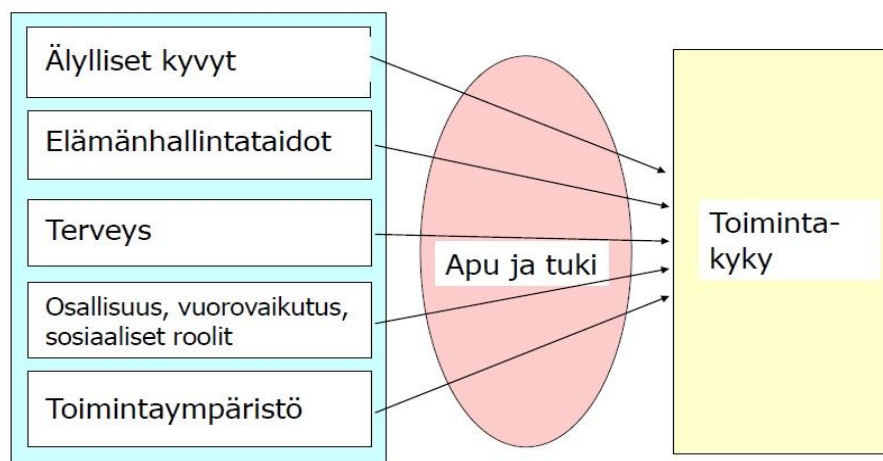 Älylliset kyvyt
Elämänhallintataidot
Terveys
Osallisuus, vuorovaikutus,
sosiaaliset roolit
Toimintaympäristö
Apu ja tuki
Toiminta-
kyky